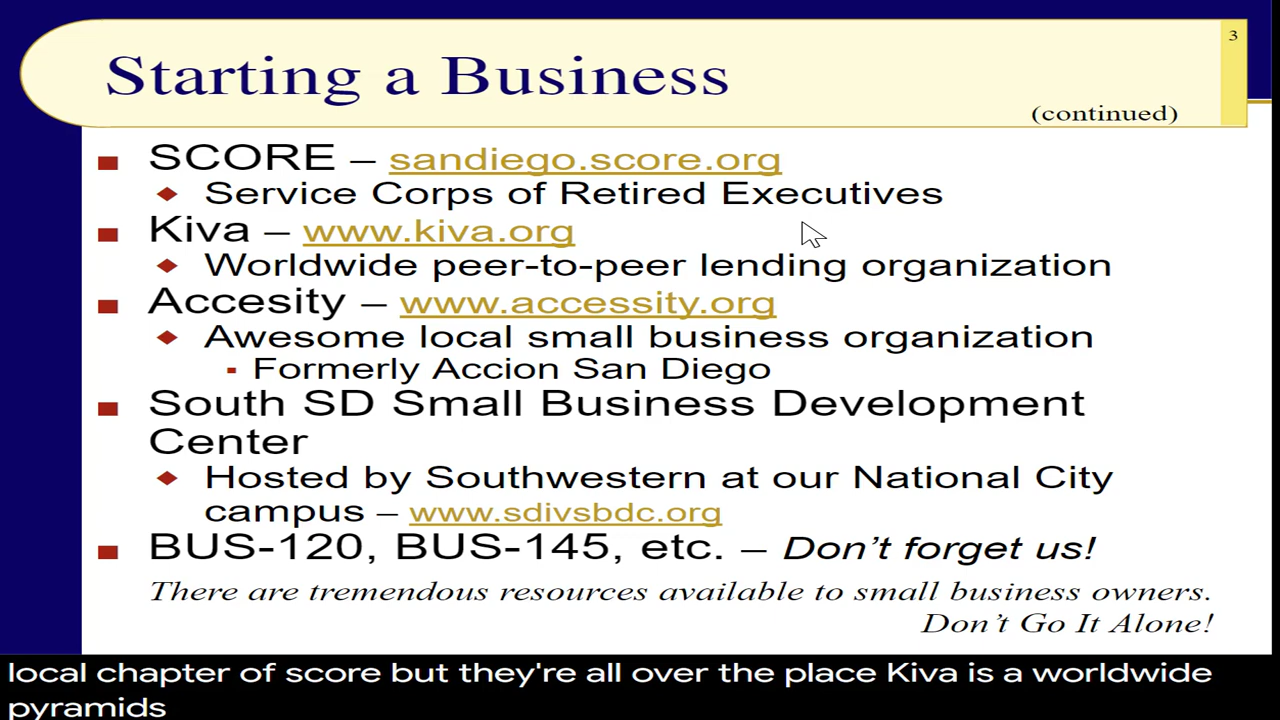 3
Starting a Business
(continued)
SCORE – sandiego.score.org
Service Corps of Retired Executives
Kiva – www.kiva.org
Worldwide peer-to-peer lending organization
Accesity – www.accessity.org
Awesome local small business organization
Formerly Accion San Diego
South SD Small Business Development
Center
Hosted by Southwestern at our National City
campus – www.sdivsbdc.org
BUS-120, BUS-145, etc. – Don't forget us!
There are tremendous resources available to small business owners.
Don't Go It Alone!
local chapter of score but they're all over the place Kiva is a worldwide
pyramids